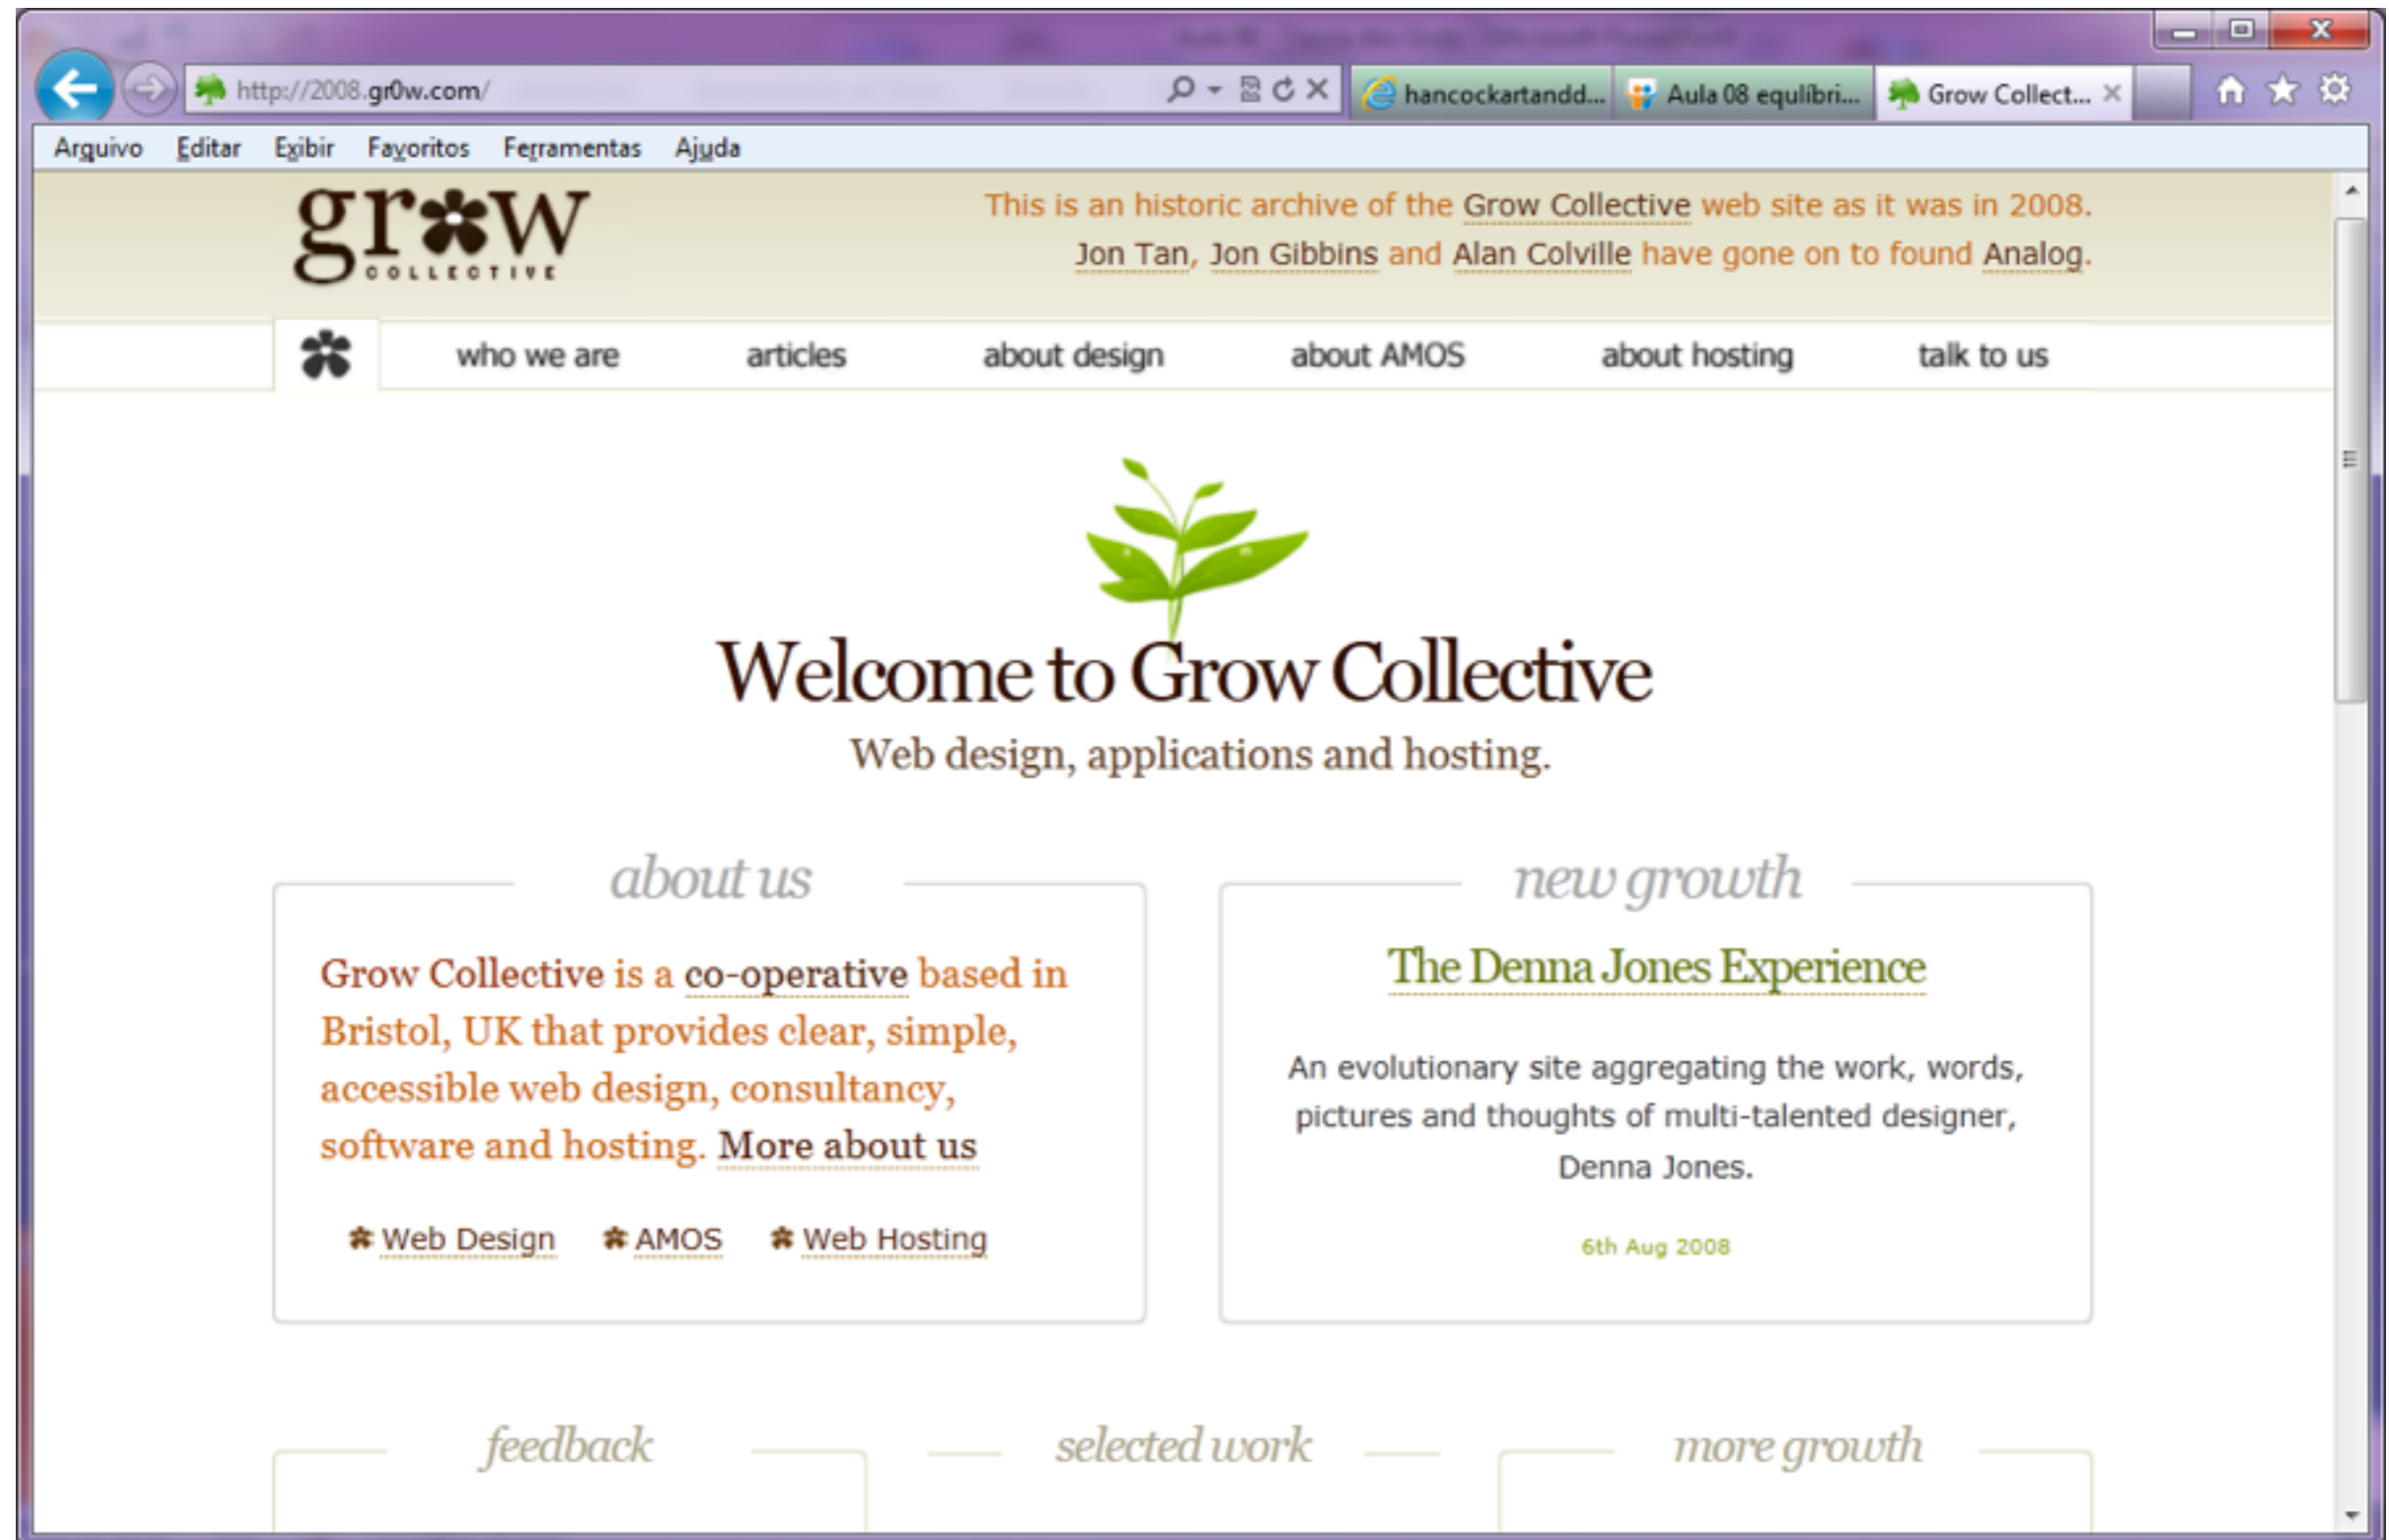 http://2008.gr0w.com/
hancockartandd...
Aula 08 equlíbri...
Grow Collect...
Arquivo Editar Exibir Favoritos Ferramentas Ajuda
grow
COLLECTIVE
This is an historic archive of the Grow Collective web site as it was in 2008.
Jon Tan, Jon Gibbins and Alan Colville have gone on to found Analog.
who we are articles about design about AMOS about hosting talk to us
Welcome to Grow Collective
Web design, applications and hosting.
about us
Grow Collective is a co-operative based in
Bristol, UK that provides clear, simple,
accessible web design, consultancy,
software and hosting. More about us
Web Design AMOS Web Hosting
new growth
The Denna Jones Experience
An evolutionary site aggregating the work, words,
pictures and thoughts of multi-talented designer,
Denna Jones.
6th Aug 2008
feedback selected work more growth